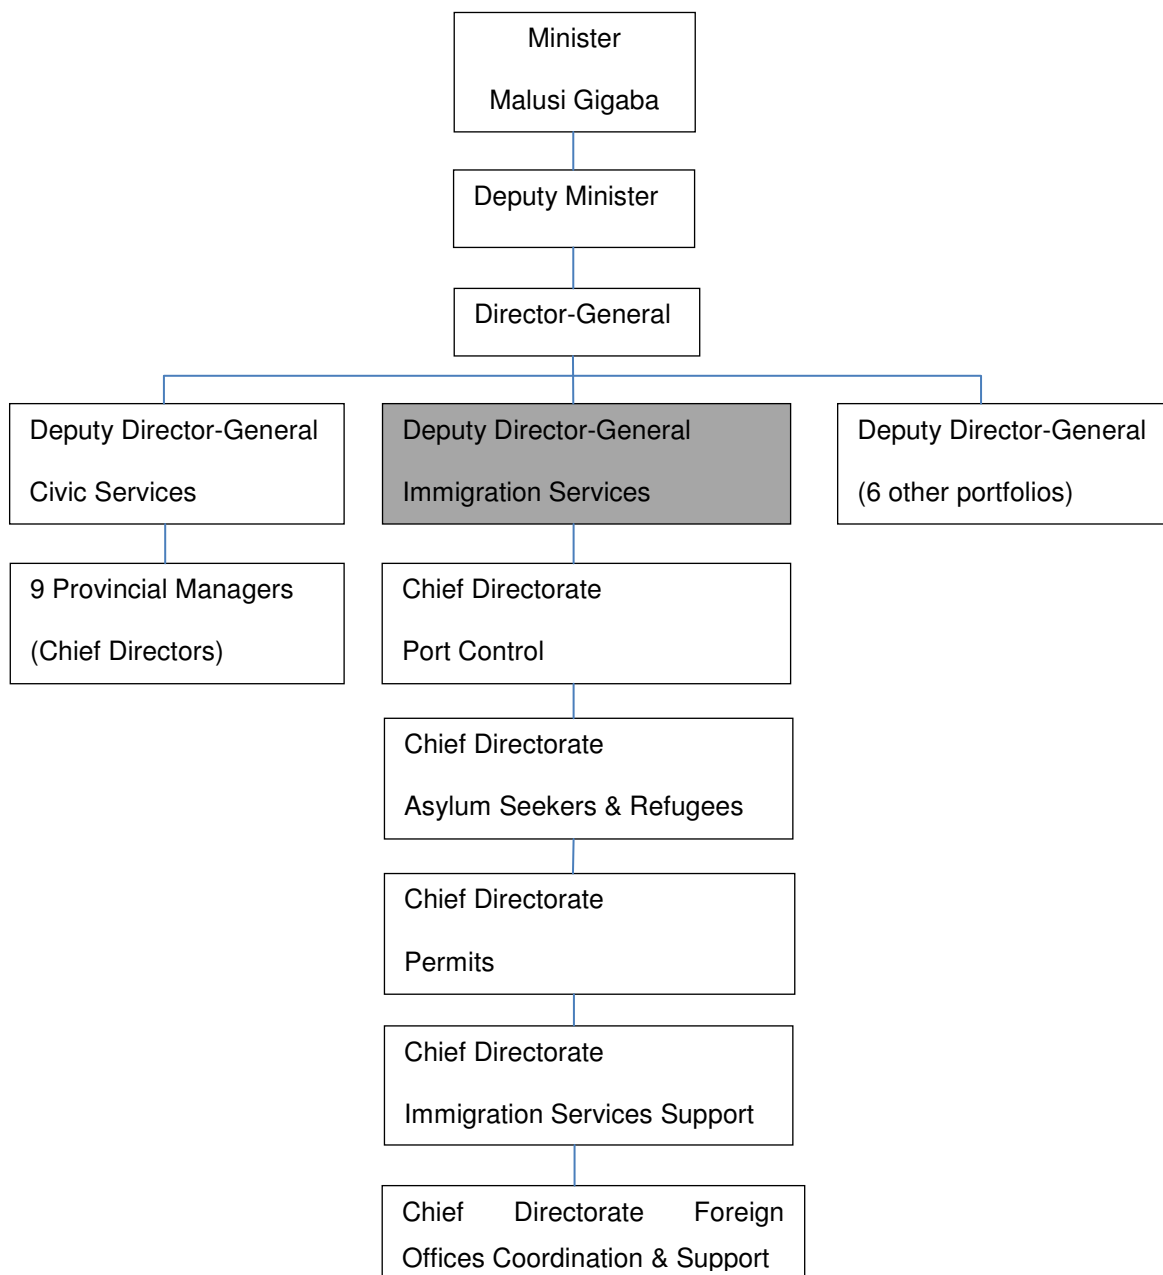 Minister
Malusi Gigaba
Deputy Minister
Director-General
Deputy Director-General
Civic Services
Deputy Director-General
Immigration Services
Deputy Director-General
(6 other portfolios)
9 Provincial Managers
(Chief Directors)
Chief Directorate
Port Control
Chief Directorate
Asylum Seekers & Refugees
Chief Directorate
Permits
Chief Directorate
Immigration Services Support
Chief Directorate Foreign
Offices Coordination & Support